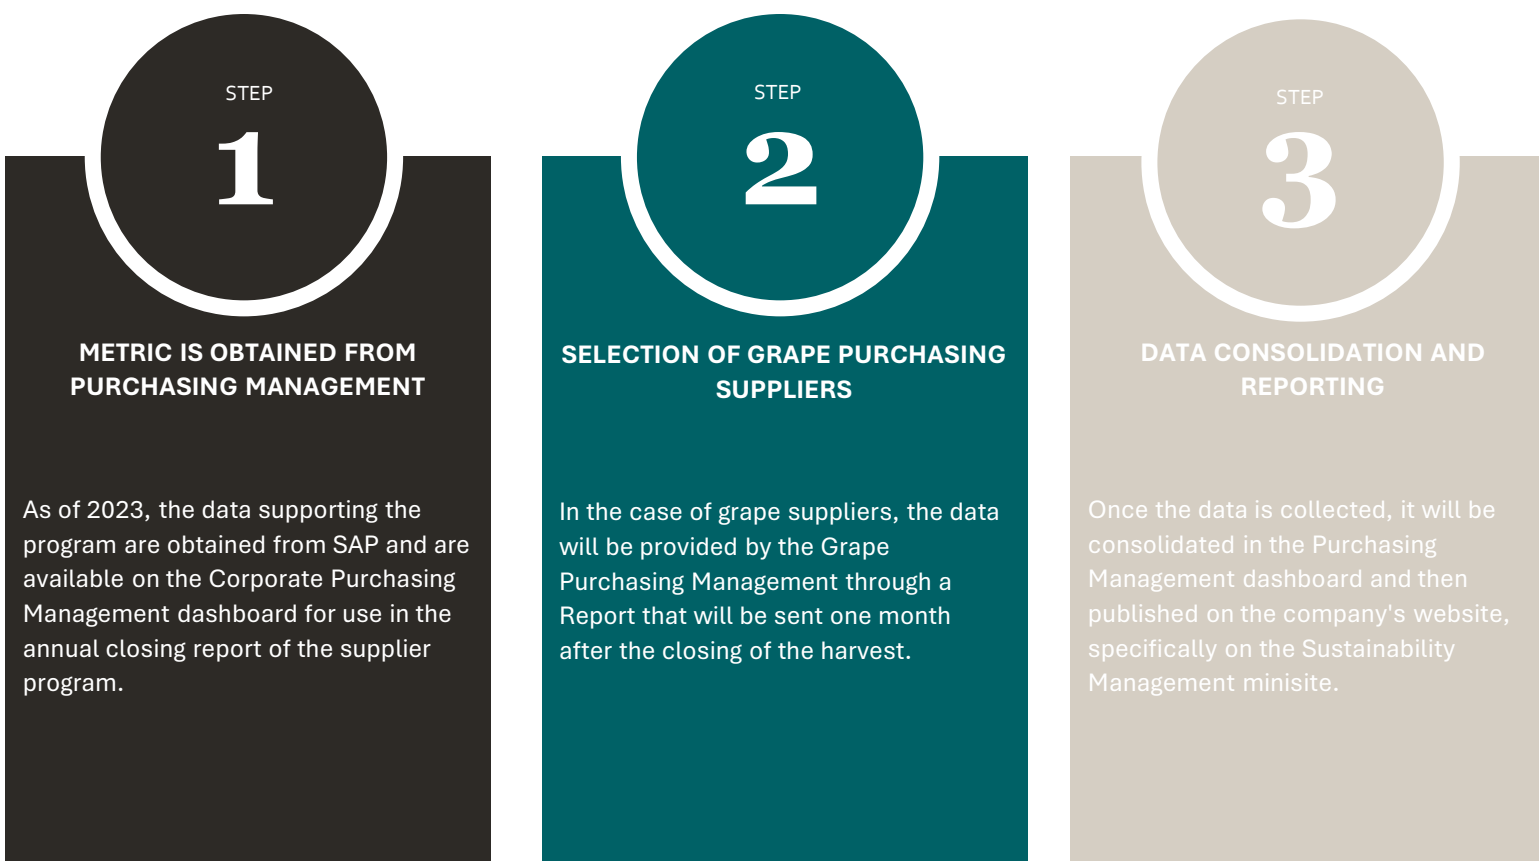 STEP
1
METRIC IS OBTAINED FROM
PURCHASING MANAGEMENT
As of 2023, the data supporting the
program are obtained from SAP and are
available on the Corporate Purchasing
Management dashboard for use in the
annual closing report of the supplier
program.
STEP
2
SELECTION OF GRAPE PURCHASING
SUPPLIERS
In the case of grape suppliers, the data
will be provided by the Grape
Purchasing Management through a
Report that will be sent one month
after the closing of the harvest.
STEP
3
DATA CONSOLIDATION AND
REPORTING
Once the data is collected, it will be
consolidated in the Purchasing
Management dashboard and then
published on the company's website,
specifically on the Sustainability
Management minisite.